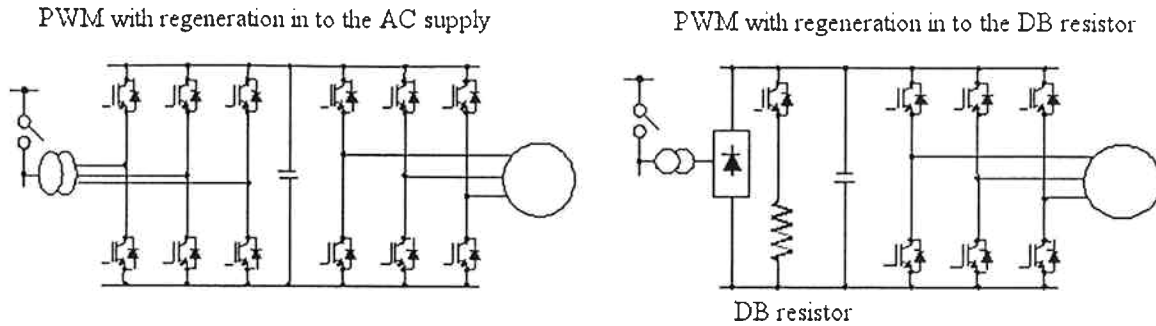 PWM with regeneration in to the AC supply
PWM with regeneration in to the DB resistor
DB resistor